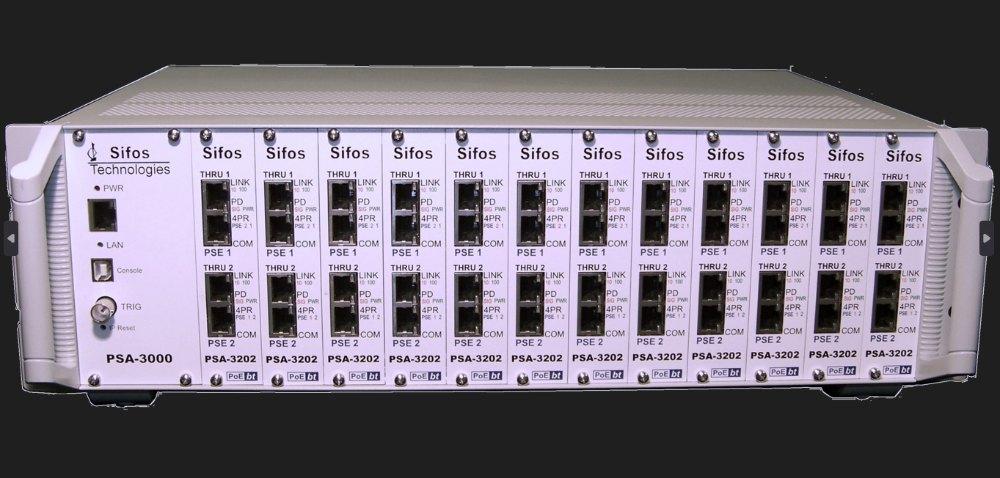 Sifos
Technologies
PWR
LAN
Console
TRIG
IP Reset
PSA-3000
Sifos
THRU 1
LINK
10 100
PD
SIG PWR
4PR
PSE 2 1
COM
PSE 1
THRU 2
LINK
10 100
PD
SIG PWR
4PR
PSE 1 2
COM
PSE 2
PSA-3202
PoE bt
Sifos
THRU 1
LINK
10 100
PD
SIG PWR
4PR
PSE 2 1
COM
PSE 1
THRU 2
LINK
10 100
PD
SIG PWR
4PR
PSE 1 2
COM
PSE 2
PSA-3202
PoE bt
Sifos
THRU 1
LINK
10 100
PD
SIG PWR
4PR
PSE 2 1
COM
PSE 1
THRU 2
LINK
10 100
PD
SIG PWR
4PR
PSE 1 2
COM
PSE 2
PSA-3202
PoE bt
Sifos
THRU 1
LINK
10 100
PD
SIG PWR
4PR
PSE 2 1
COM
PSE 1
THRU 2
LINK
10 100
PD
SIG PWR
4PR
PSE 1 2
COM
PSE 2
PSA-3202
PoE bt
Sifos
THRU 1
LINK
10 100
PD
SIG PWR
4PR
PSE 2 1
COM
PSE 1
THRU 2
LINK
10 100
PD
SIG PWR
4PR
PSE 1 2
COM
PSE 2
PSA-3202
PoE bt
Sifos
THRU 1
LINK
10 100
PD
SIG PWR
4PR
PSE 2 1
COM
PSE 1
THRU 2
LINK
10 100
PD
SIG PWR
4PR
PSE 1 2
COM
PSE 2
PSA-3202
PoE bt
Sifos
THRU 1
LINK
10 100
PD
SIG PWR
4PR
PSE 2 1
COM
PSE 1
THRU 2
LINK
10 100
PD
SIG PWR
4PR
PSE 1 2
COM
PSE 2
PSA-3202
PoE bt
Sifos
THRU 1
LINK
10 100
PD
SIG PWR
4PR
PSE 2 1
COM
PSE 1
THRU 2
LINK
10 100
PD
SIG PWR
4PR
PSE 1 2
COM
PSE 2
PSA-3202
PoE bt
Sifos
THRU 1
LINK
10 100
PD
SIG PWR
4PR
PSE 2 1
COM
PSE 1
THRU 2
LINK
10 100
PD
SIG PWR
4PR
PSE 1 2
COM
PSE 2
PSA-3202
PoE bt
Sifos
THRU 1
LINK
10 100
PD
SIG PWR
4PR
PSE 2 1
COM
PSE 1
THRU 2
LINK
10 100
PD
SIG PWR
4PR
PSE 1 2
COM
PSE 2
PSA-3202
PoE bt
Sifos
THRU 1
LINK
10 100
PD
SIG PWR
4PR
PSE 2 1
COM
PSE 1
THRU 2
LINK
10 100
PD
SIG PWR
4PR
PSE 1 2
COM
PSE 2
PSA-3202
PoE bt
Sifos
THRU 1
LINK
10 100
PD
SIG PWR
4PR
PSE 2 1
COM
PSE 1
THRU 2
LINK
10 100
PD
SIG PWR
4PR
PSE 1 2
COM
PSE 2
PSA-3202
PoE bt